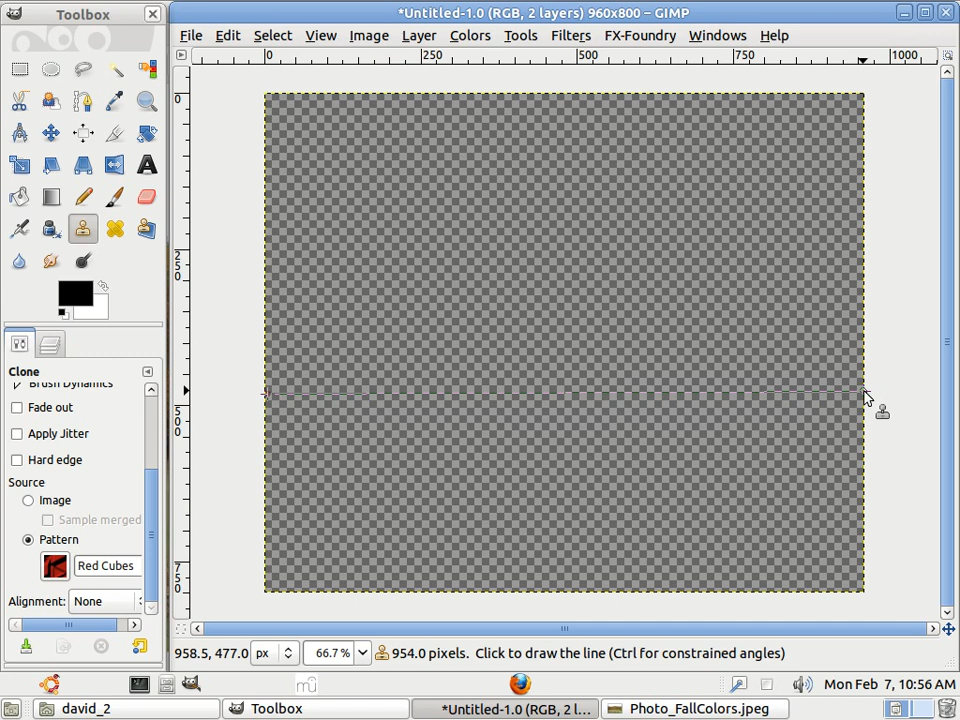 Toolbox
*Untitled-1.0 (RGB, 2 layers) 960x800 – GIMP
File Edit Select View Image Layer Colors Tools Filters FX-Foundry Windows Help
0 250 500 750 1000
0
250
500
750
Clone
Brush Dynamics
Fade out
Apply Jitter
Hard edge
Source
Image
Sample merged
Pattern
Red Cubes
Alignment: None
958.5, 477.0 px 66.7% 954.0 pixels. Click to draw the line (Ctrl for constrained angles)
Mon Feb 7, 10:56 AM
david_2 Toolbox *Untitled-1.0 (RGB, 2 l... Photo_FallColors.jpeg